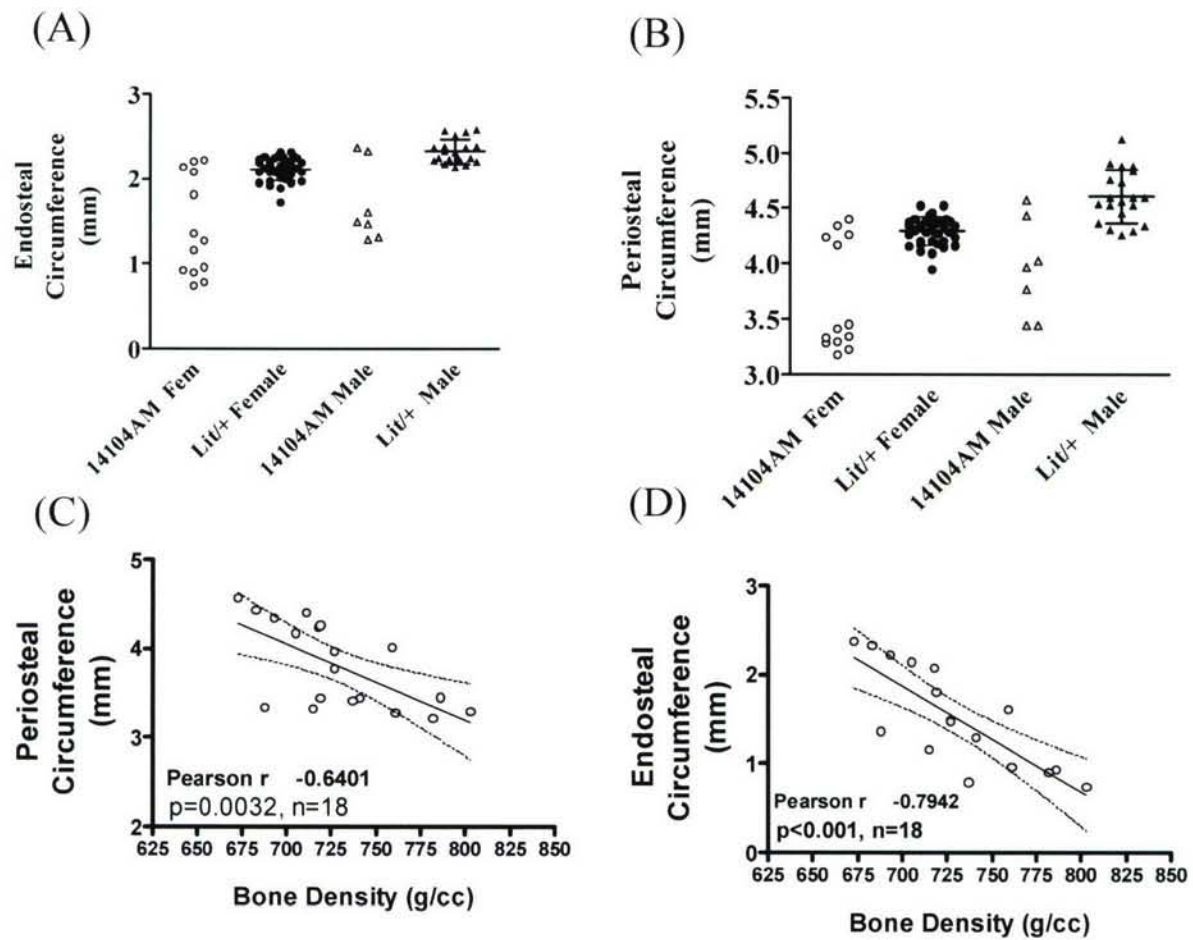 (A)
Endosteal
Circumference
(mm)
3
2
1
0
14104AM Fem
Lit/+ Female
14104AM Male
Lit/+ Male
(B)
Periosteal
Circumference
(mm)
5.5
5.0
4.5
4.0
3.5
3.0
14104AM Fem
Lit/+ Female
14104AM Male
Lit/+ Male
(C)
Periosteal
Circumference
(mm)
5
4
3
2
Pearson r -0.6401
p=0.0032, n=18
625 650 675 700 725 750 775 800 825 850
Bone Density (g/cc)
(D)
Endosteal
Circumference
(mm)
3
2
1
0
Pearson r -0.7942
p<0.001, n=18
625 650 675 700 725 750 775 800 825 850
Bone Density (g/cc)